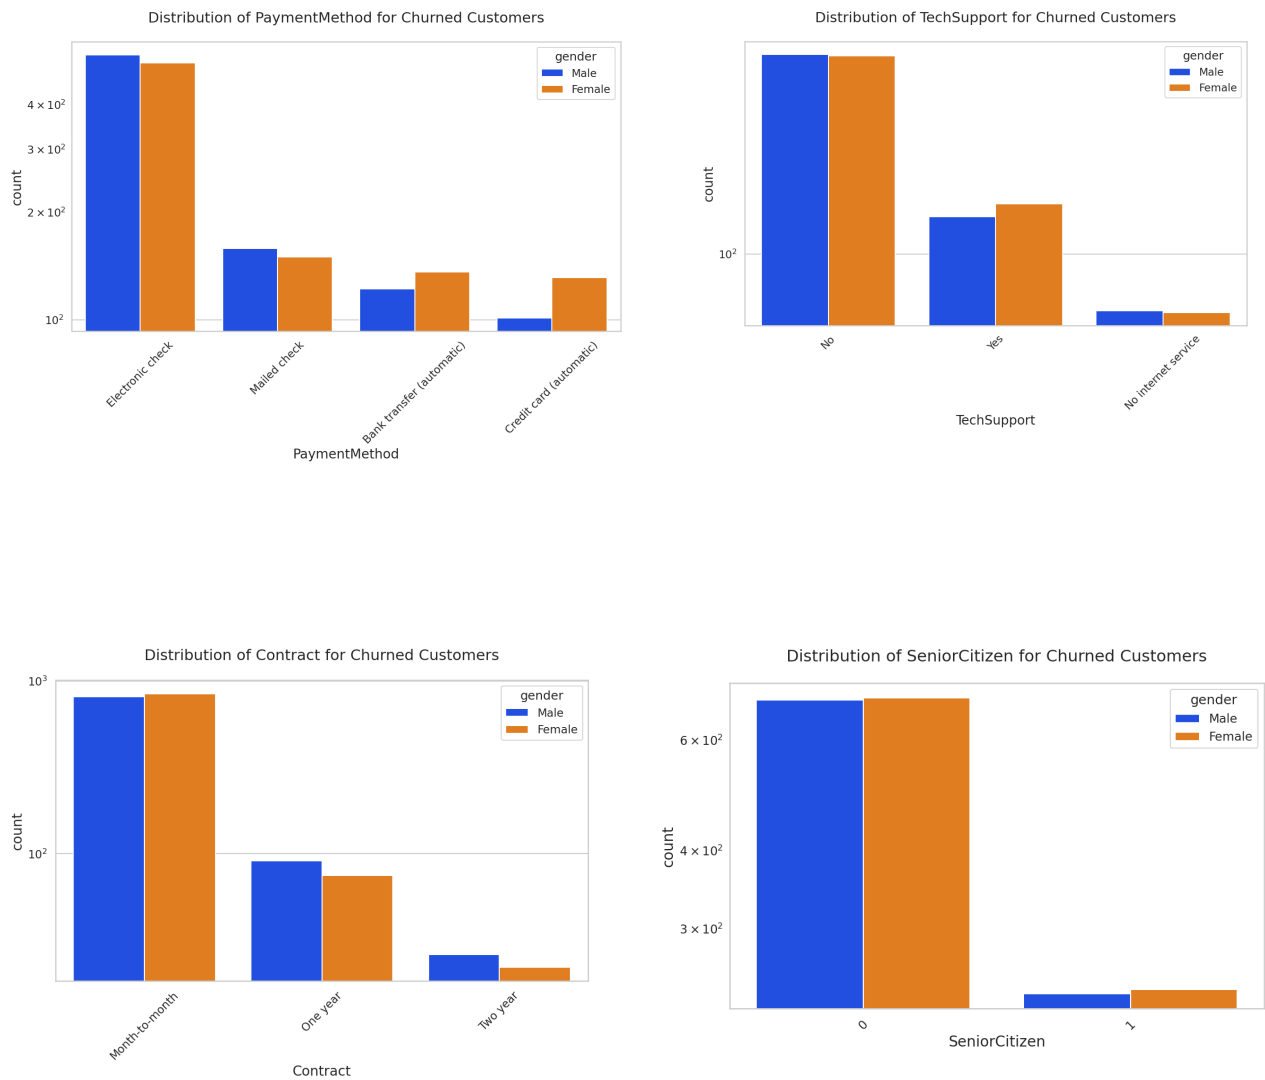 Distribution of PaymentMethod for Churned Customers
gender
Male
Female
4 × 10²
3 × 10²
2 × 10²
10²
count
Electronic check
Mailed check
Bank transfer (automatic)
Credit card (automatic)
PaymentMethod
Distribution of TechSupport for Churned Customers
gender
Male
Female
10²
count
No
Yes
No internet service
TechSupport
Distribution of Contract for Churned Customers
gender
Male
Female
10³
10²
count
Month-to-month
One year
Two year
Contract
Distribution of SeniorCitizen for Churned Customers
gender
Male
Female
6 × 10²
4 × 10²
3 × 10²
count
0
1
SeniorCitizen